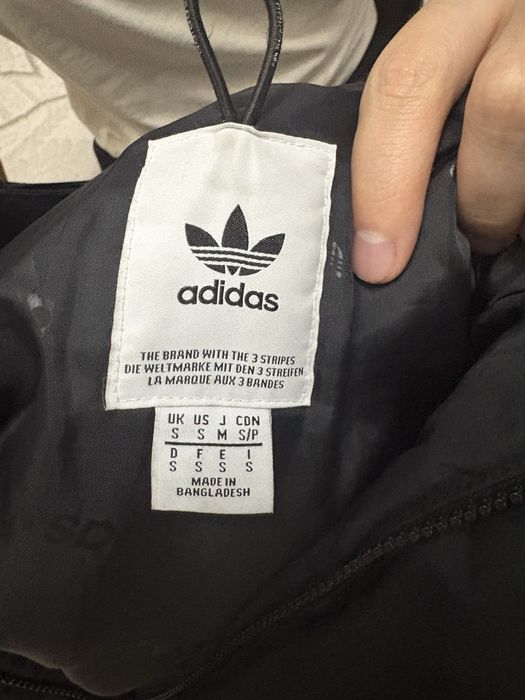 adidas
THE BRAND WITH THE 3 STRIPES
DIE WELTMARKE MIT DEN 3 STREIFEN
LA MARQUE AUX 3 BANDES
UK US J CDN
S S M S/P
D F E I
S S S S
MADE IN
BANGLADESH